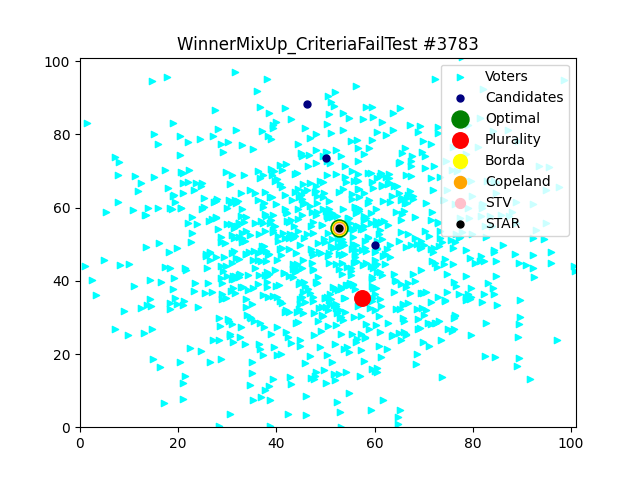 WinnerMixUp_CriteriaFailTest #3783
100
80
60
40
20
0
0 20 40 60 80 100
Voters
Candidates
Optimal
Plurality
Borda
Copeland
STV
STAR